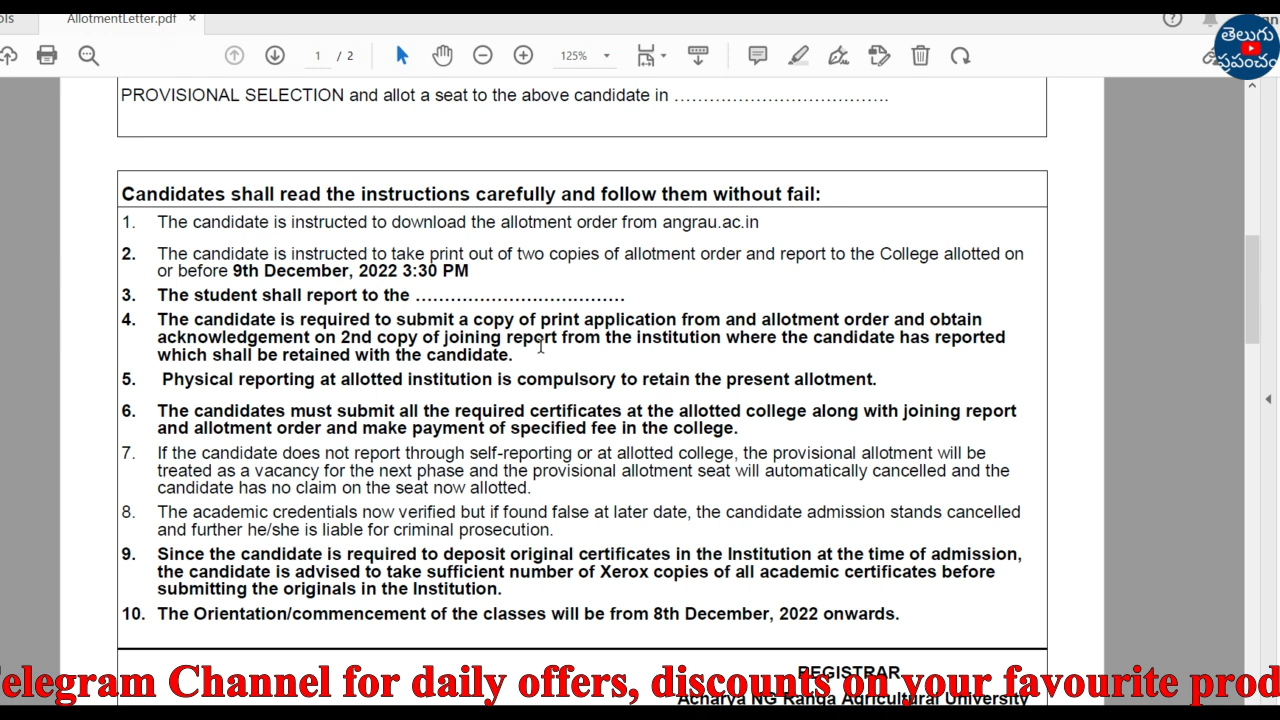 AllotmentLetter.pdf ×
తెలుగు
ప్రపంచం
1 / 2
125%
PROVISIONAL SELECTION and allot a seat to the above candidate in ………………………………
Candidates shall read the instructions carefully and follow them without fail:
1. The candidate is instructed to download the allotment order from angrau.ac.in
2. The candidate is instructed to take print out of two copies of allotment order and report to the College allotted on
or before 9th December, 2022 3:30 PM
3. The student shall report to the ………………………………
4. The candidate is required to submit a copy of print application from and allotment order and obtain
acknowledgement on 2nd copy of joining report from the institution where the candidate has reported
which shall be retained with the candidate.
5. Physical reporting at allotted institution is compulsory to retain the present allotment.
6. The candidates must submit all the required certificates at the allotted college along with joining report
and allotment order and make payment of specified fee in the college.
7. If the candidate does not report through self-reporting or at allotted college, the provisional allotment will be
treated as a vacancy for the next phase and the provisional allotment seat will automatically cancelled and the
candidate has no claim on the seat now allotted.
8. The academic credentials now verified but if found false at later date, the candidate admission stands cancelled
and further he/she is liable for criminal prosecution.
9. Since the candidate is required to deposit original certificates in the Institution at the time of admission,
the candidate is advised to take sufficient number of Xerox copies of all academic certificates before
submitting the originals in the Institution.
10. The Orientation/commencement of the classes will be from 8th December, 2022 onwards.
REGISTRAR
elegram Channel for daily offers, discounts on your favourite prod
Acharya NG Ranga Agricultural University